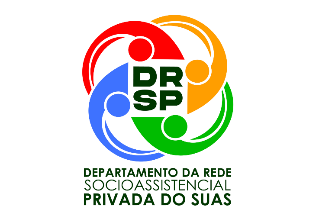 DR
SP
DEPARTAMENTO DA REDE
SOCIOASSISTENCIAL
PRIVADA DO SUAS